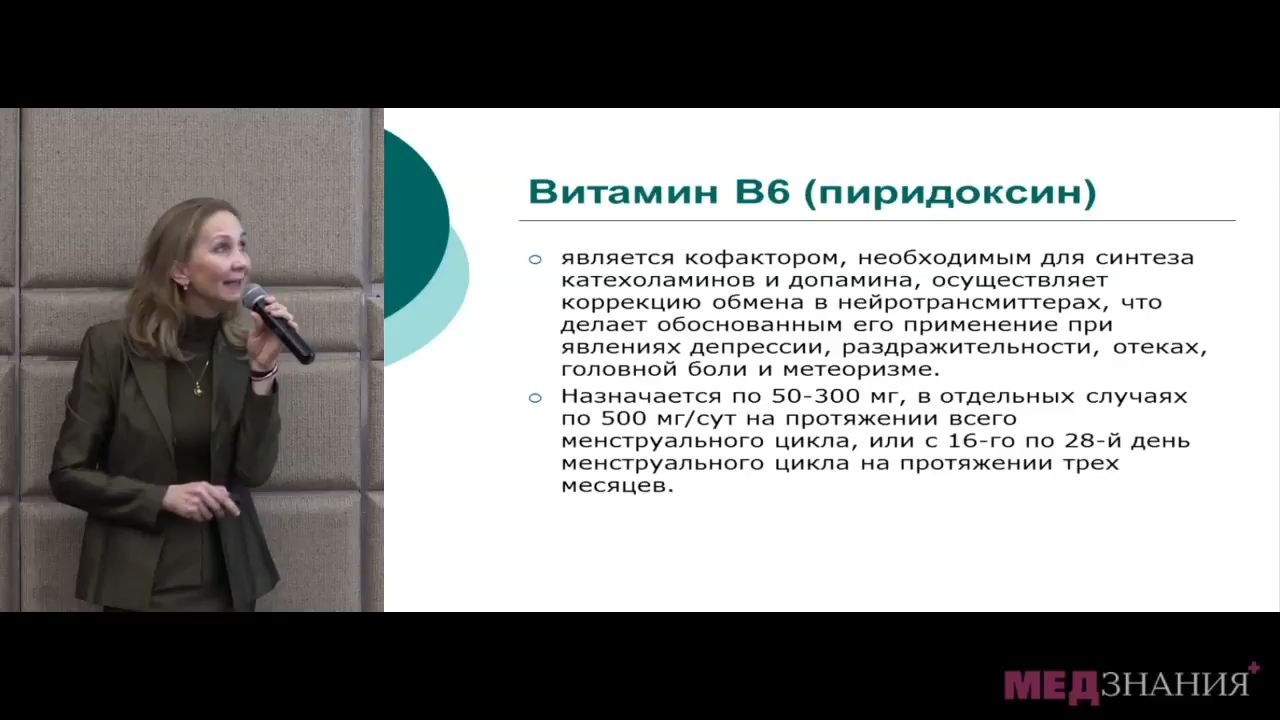 Витамин В6 (пиридоксин)
является кофактором, необходимым для синтеза
катехоламинов и допамина, осуществляет
коррекцию обмена в нейротрансмиттерах, что
делает обоснованным его применение при
явлениях депрессии, раздражительности, отеках,
головной боли и метеоризме.
Назначается по 50-300 мг, в отдельных случаях
по 500 мг/сут на протяжении всего
менструального цикла, или с 16-го по 28-й день
менструального цикла на протяжении трех
месяцев.
МЕДЗНАНИЯ+